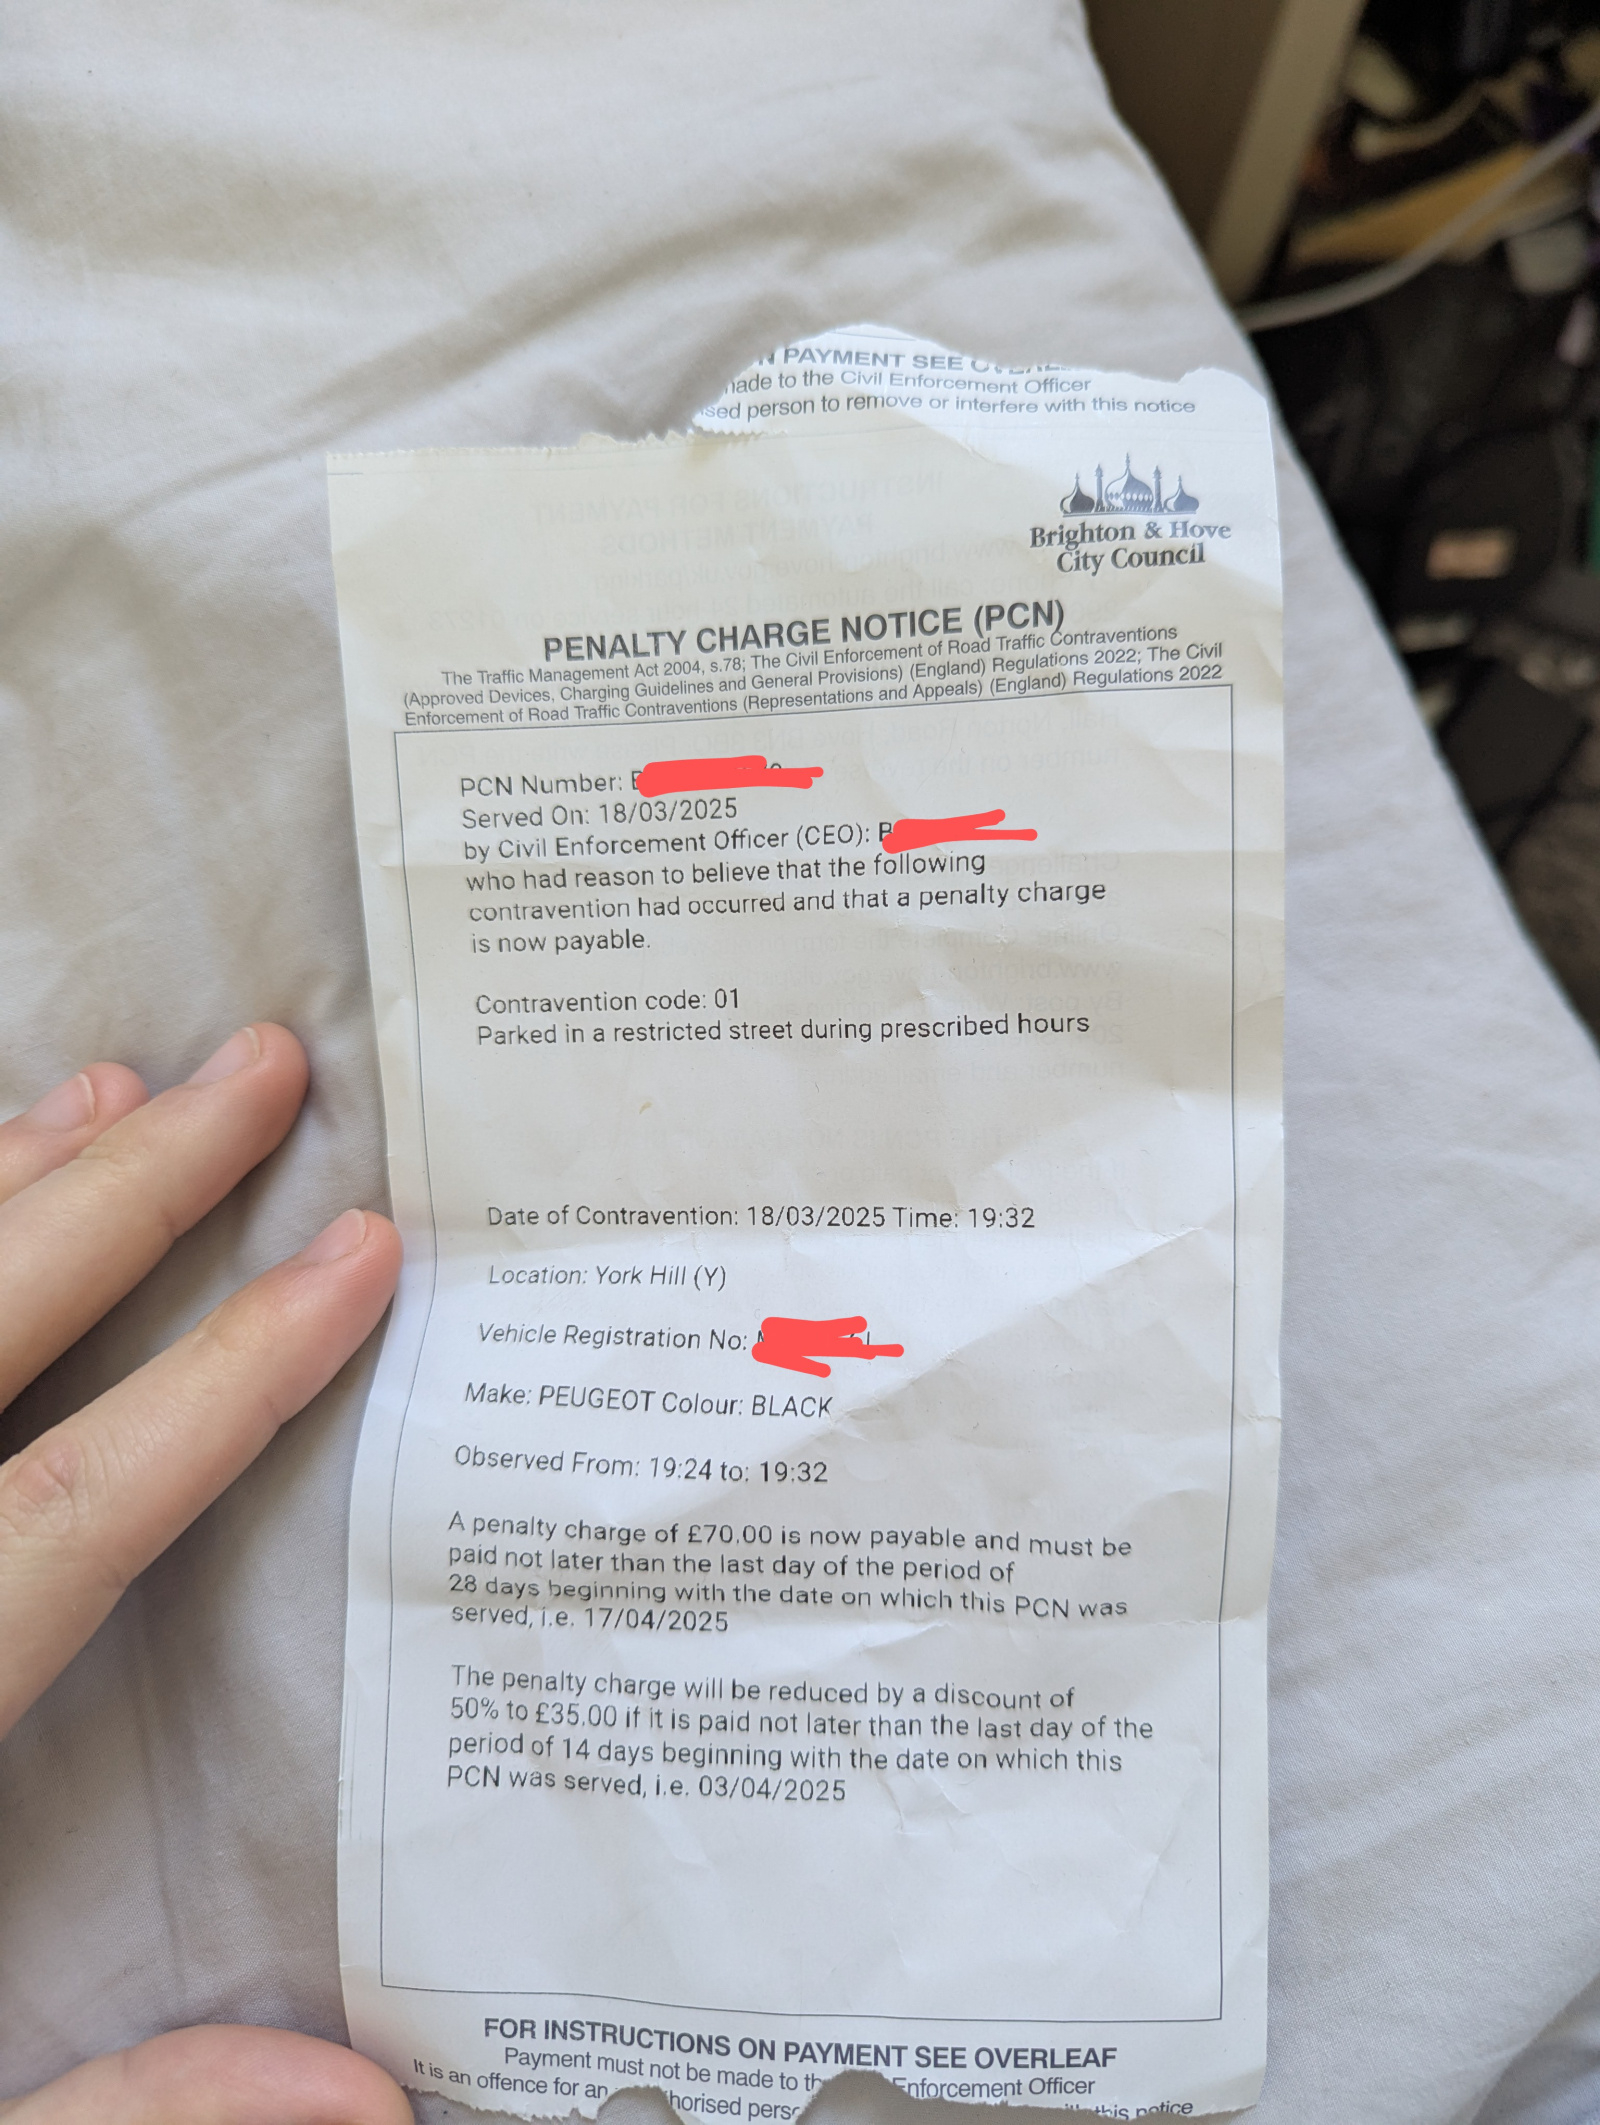 PAYMENT SEE
made to the Civil Enforcement Officer
person to remove or interfere with this notice
Brighton & Hove
City Council
PENALTY CHARGE NOTICE (PCN)
The Traffic Management Act 2004, s.78; The Civil Enforcement of Road Traffic Contraventions
(Approved Devices, Charging Guidelines and General Provisions) (England) Regulations 2022; The Civil
Enforcement of Road Traffic Contraventions (Representations and Appeals) (England) Regulations 2022
PCN Number:
Served On: 18/03/2025
by Civil Enforcement Officer (CEO): B
who had reason to believe that the following
contravention had occurred and that a penalty charge
is now payable.
Contravention code: 01
Parked in a restricted street during prescribed hours
Date of Contravention: 18/03/2025 Time: 19:32
Location: York Hill (Y)
Vehicle Registration No:
Make: PEUGEOT Colour: BLACK
Observed From: 19:24 to: 19:32
A penalty charge of £70.00 is now payable and must be
paid not later than the last day of the period of
28 days beginning with the date on which this PCN was
served, i.e. 17/04/2025
The penalty charge will be reduced by a discount of
50% to £35.00 if it is paid not later than the last day of the
period of 14 days beginning with the date on which this
PCN was served, i.e. 03/04/2025
FOR INSTRUCTIONS ON PAYMENT SEE OVERLEAF
Payment must not be made to th Enforcement Officer
It is an offence for an horised pers this notice